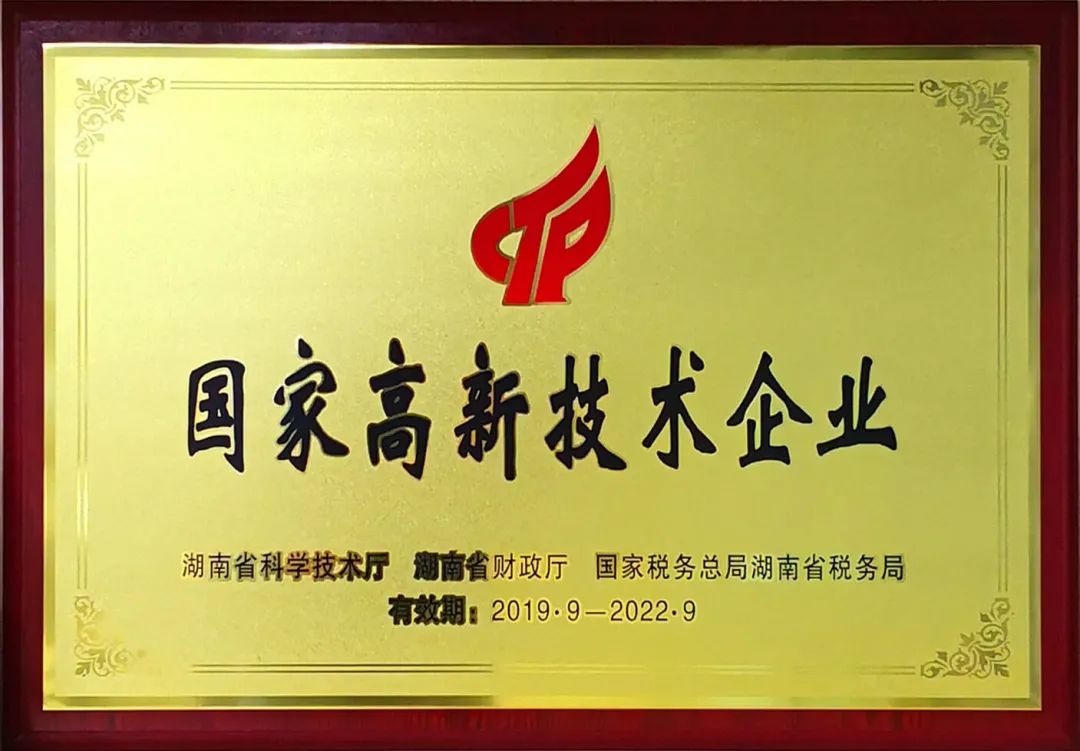 CTP
国家高新技术企业
湖南省科学技术厅 湖南省财政厅 国家税务总局湖南省税务局
有效期：2019·9—2022·9